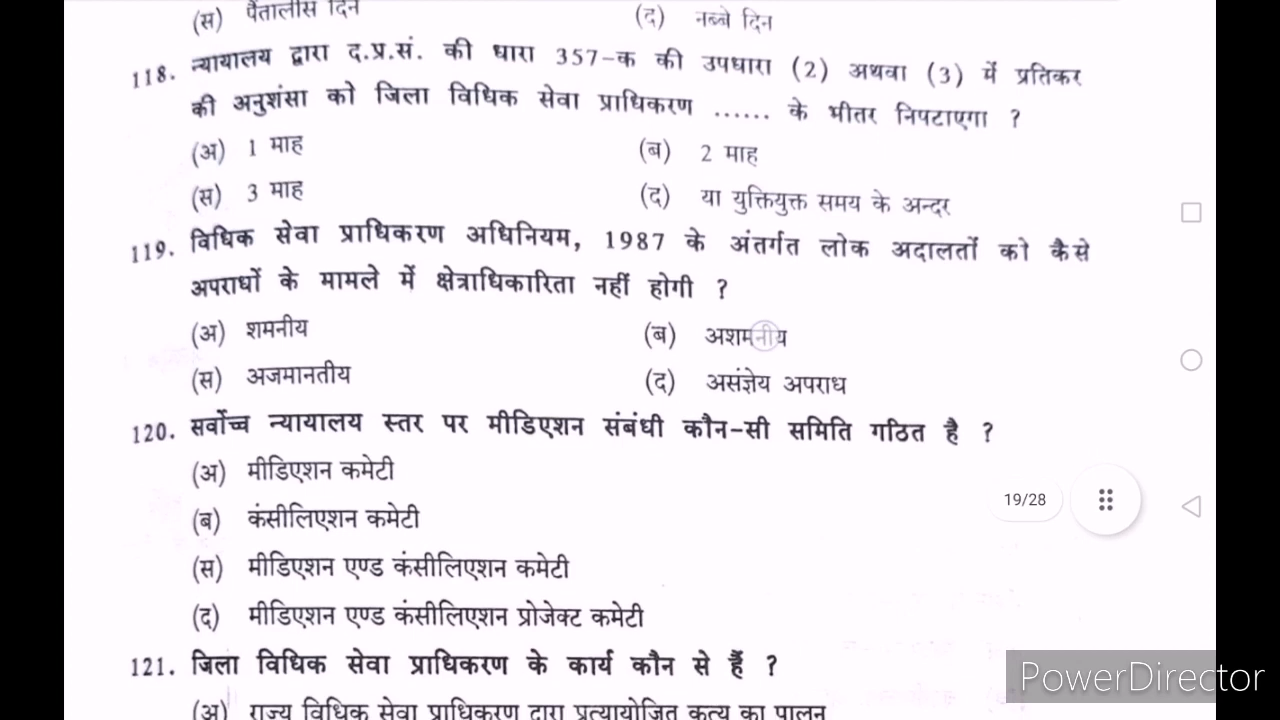 (स) पैंतालीस दिन (द) नब्बे दिन
118. न्यायालय द्वारा द.प्र.सं. की धारा 357-क की उपधारा (2) अथवा (3) में प्रतिकर
की अनुशंसा को जिला विधिक सेवा प्राधिकरण ...... के भीतर निपटाएगा ?
(अ) 1 माह (ब) 2 माह
(स) 3 माह (द) या युक्तियुक्त समय के अन्दर
119. विधिक सेवा प्राधिकरण अधिनियम, 1987 के अंतर्गत लोक अदालतों को कैसे
अपराधों के मामले में क्षेत्राधिकारिता नहीं होगी ?
(अ) शमनीय (ब) अशमनीय
(स) अजमानतीय (द) असंज्ञेय अपराध
120. सर्वोच्च न्यायालय स्तर पर मीडिएशन संबंधी कौन-सी समिति गठित है ?
(अ) मीडिएशन कमेटी
(ब) कंसीलिएशन कमेटी
19/28
(स) मीडिएशन एण्ड कंसीलिएशन कमेटी
(द) मीडिएशन एण्ड कंसीलिएशन प्रोजेक्ट कमेटी
121. जिला विधिक सेवा प्राधिकरण के कार्य कौन से हैं ?
(अ) राज्य विधिक सेवा प्राधिकरण द्वारा प्रत्यायोजित कृत्य का पालन
PowerDirector